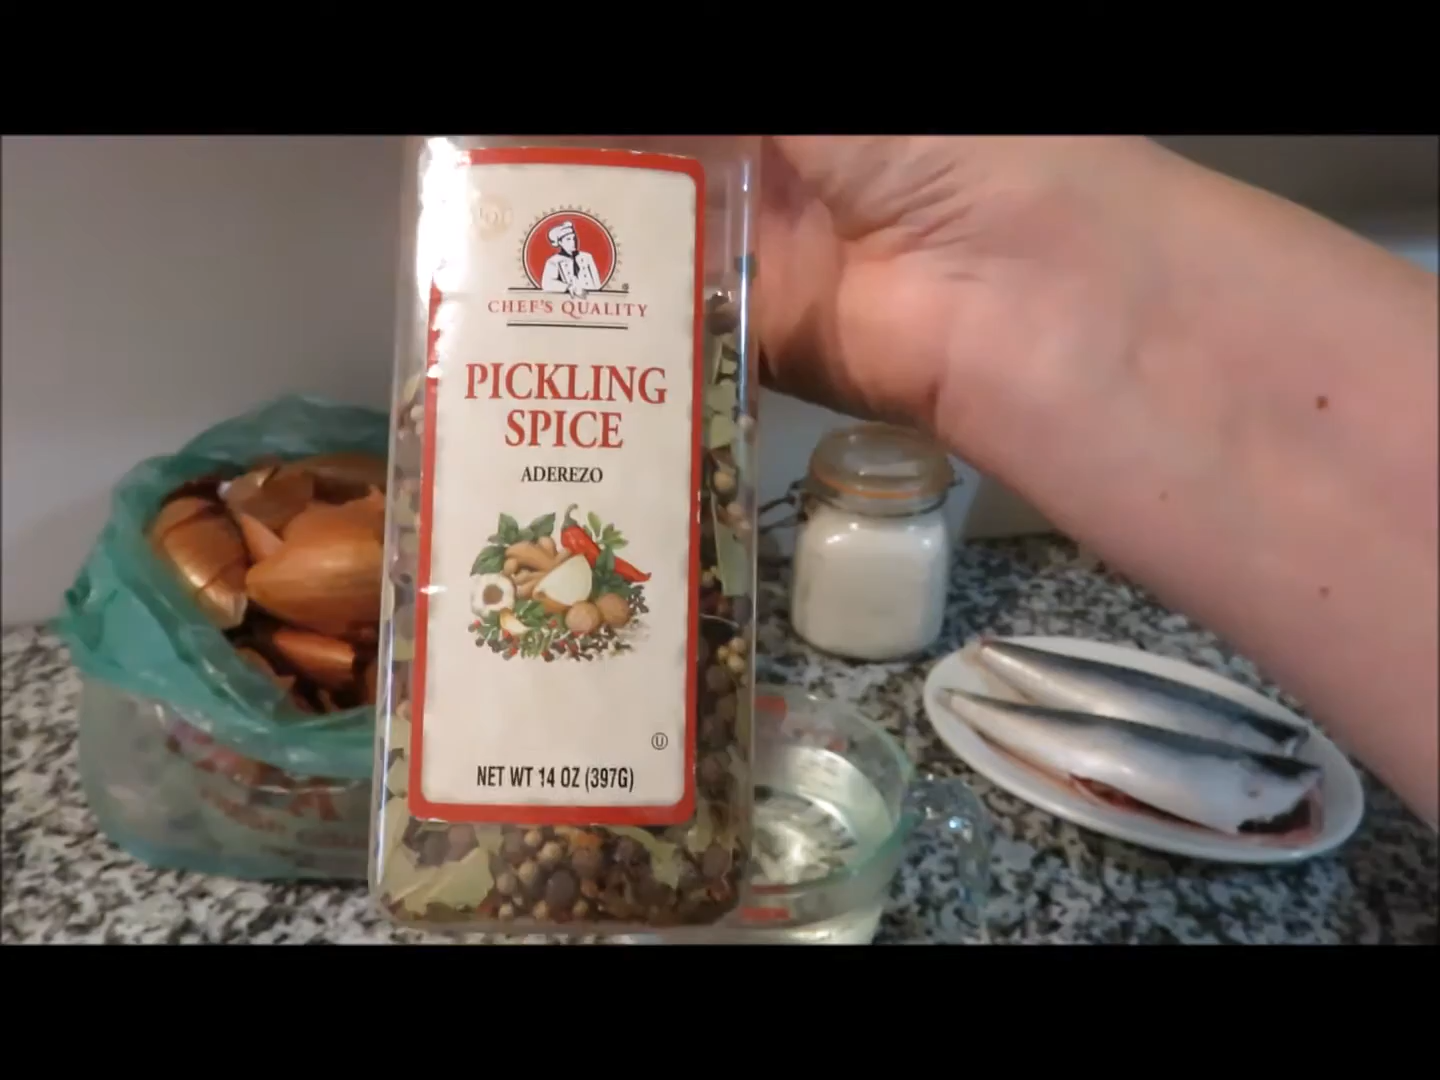 CHEF'S QUALITY
PICKLING
SPICE
ADEREZO
U
NET WT 14 OZ (397G)